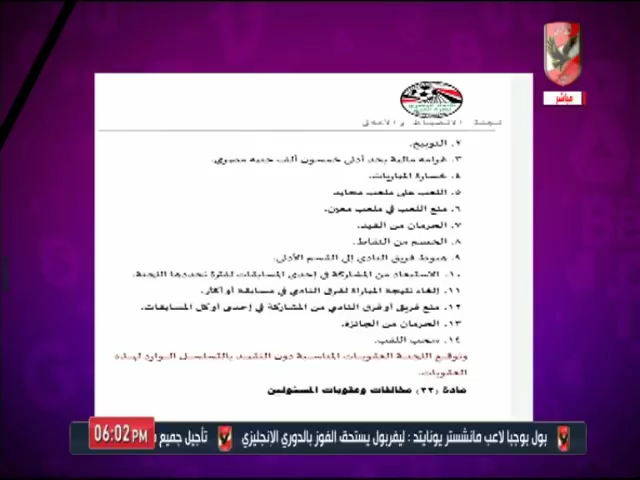 مباشر
لجنة الانضباط والأخلاق
٢. التوبيخ.
٣. غرامة مالية بحد أدنى خمسون ألف جنيه مصري.
٤. خسارة المباريات.
٥. اللعب على ملعب محايد.
٦. منع اللعب في ملعب معين.
٧. الحرمان من القيد.
٨. الخصم من النقاط.
٩. هبوط فريق النادي إلى القسم الأدنى.
١٠. الاستبعاد من المشاركة في إحدى المسابقات لفترة تحددها اللجنة.
١١. إلغاء نتيجة المباراة لفرق النادي في مسابقة أو أكثر.
١٢. منع فريق أو فرق النادي من المشاركة في إحدى أو كل المسابقات.
١٣. الحرمان من الجائزة.
١٤. سحب اللقب.
وتوقع اللجنة العقوبات المناسبة دون التقيد بالتسلسل الوارد لهذه
العقوبات.
مادة (٣٣) مخالفات وعقوبات المسئولين
بول بوجبا لاعب مانشستر يونايتد : ليفربول يستحق الفوز بالدوري الإنجليزي تأجيل جميع
06:02 PM